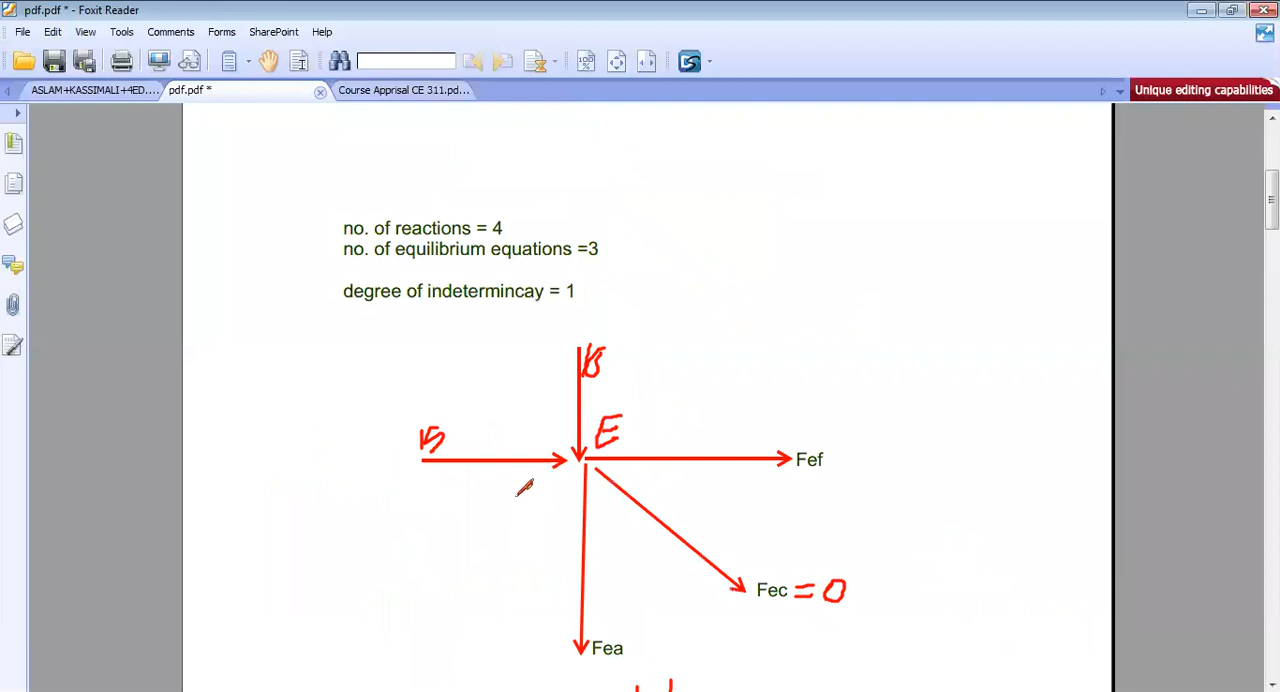 pdf.pdf * - Foxit Reader
File Edit View Tools Comments Forms SharePoint Help
ASLAM+KASSIMALI+4ED.... pdf.pdf * Course Apprisal CE 311.pd... Unique editing capabilities
no. of reactions = 4
no. of equilibrium equations =3
degree of indetermincay = 1
E
15
Fef
Fec = 0
Fea